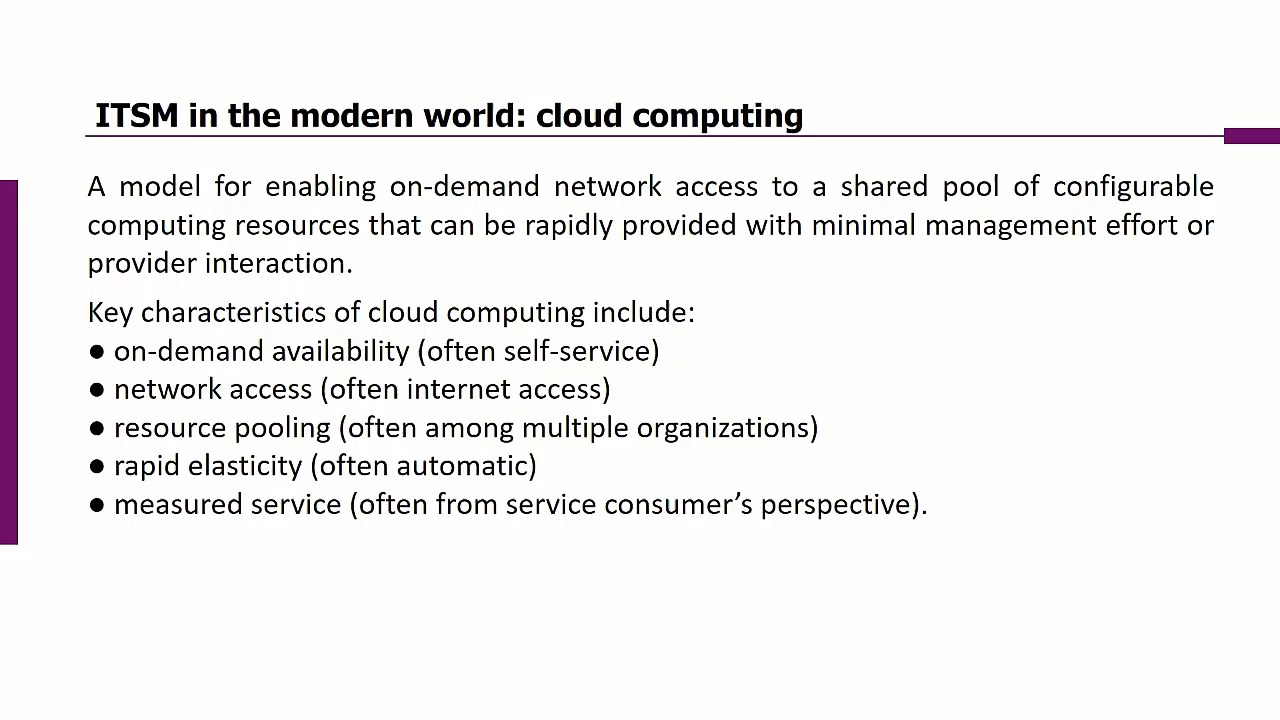 ITSM in the modern world: cloud computing
A model for enabling on-demand network access to a shared pool of configurable
computing resources that can be rapidly provided with minimal management effort or
provider interaction.
Key characteristics of cloud computing include:
● on-demand availability (often self-service)
● network access (often internet access)
● resource pooling (often among multiple organizations)
● rapid elasticity (often automatic)
● measured service (often from service consumer’s perspective).